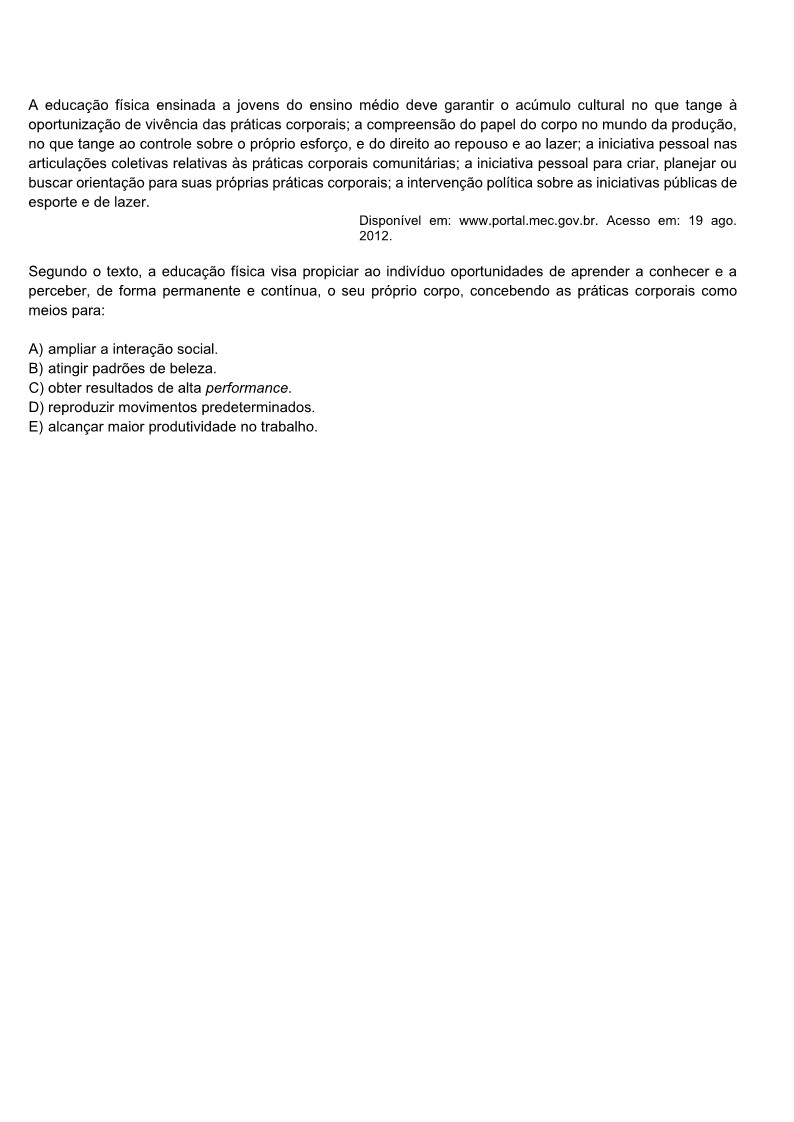 A educação física ensinada a jovens do ensino médio deve garantir o acúmulo cultural no que tange à
oportunização de vivência das práticas corporais; a compreensão do papel do corpo no mundo da produção,
no que tange ao controle sobre o próprio esforço, e do direito ao repouso e ao lazer; a iniciativa pessoal nas
articulações coletivas relativas às práticas corporais comunitárias; a iniciativa pessoal para criar, planejar ou
buscar orientação para suas próprias práticas corporais; a intervenção política sobre as iniciativas públicas de
esporte e de lazer.
Disponível em: www.portal.mec.gov.br. Acesso em: 19 ago.
2012.
Segundo o texto, a educação física visa propiciar ao indivíduo oportunidades de aprender a conhecer e a
perceber, de forma permanente e contínua, o seu próprio corpo, concebendo as práticas corporais como
meios para:
A) ampliar a interação social.
B) atingir padrões de beleza.
C) obter resultados de alta performance.
D) reproduzir movimentos predeterminados.
E) alcançar maior produtividade no trabalho.